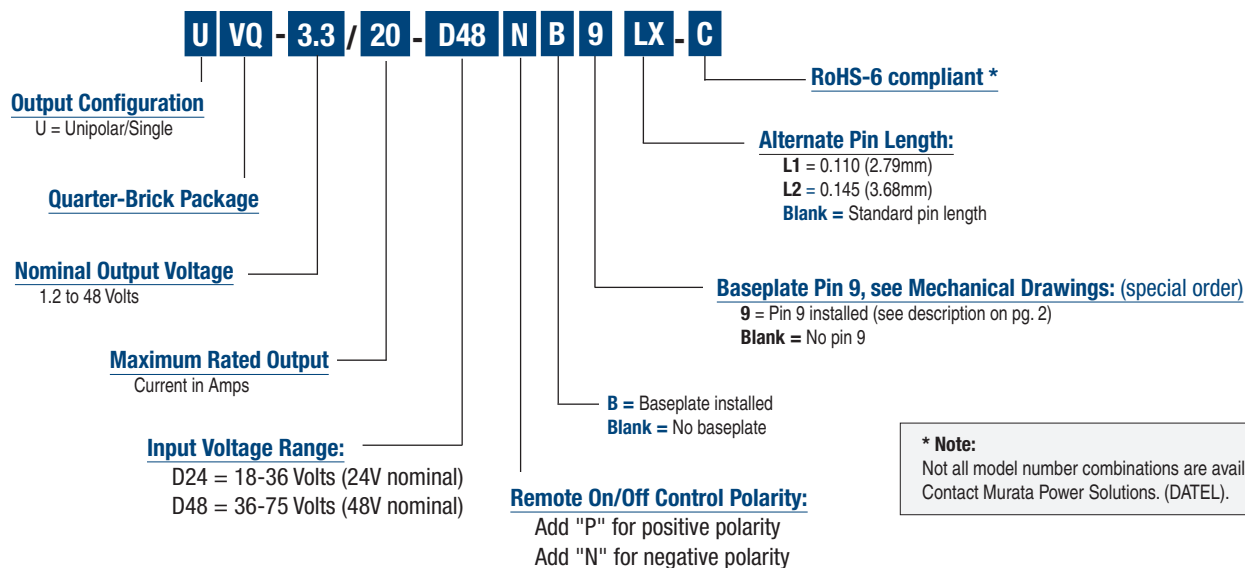 U VQ - 3.3 / 20 - D48 N B 9 LX - C
RoHS-6 compliant *
Output Configuration
U = Unipolar/Single
Alternate Pin Length:
L1 = 0.110 (2.79mm)
L2 = 0.145 (3.68mm)
Blank = Standard pin length
Quarter-Brick Package
Nominal Output Voltage
1.2 to 48 Volts
Baseplate Pin 9, see Mechanical Drawings: (special order)
9 = Pin 9 installed (see description on pg. 2)
Blank = No pin 9
Maximum Rated Output
Current in Amps
B = Baseplate installed
Blank = No baseplate
Input Voltage Range:
D24 = 18-36 Volts (24V nominal)
D48 = 36-75 Volts (48V nominal)
Remote On/Off Control Polarity:
Add "P" for positive polarity
Add "N" for negative polarity
* Note:
Not all model number combinations are
Contact Murata Power Solutions. (DATEL).